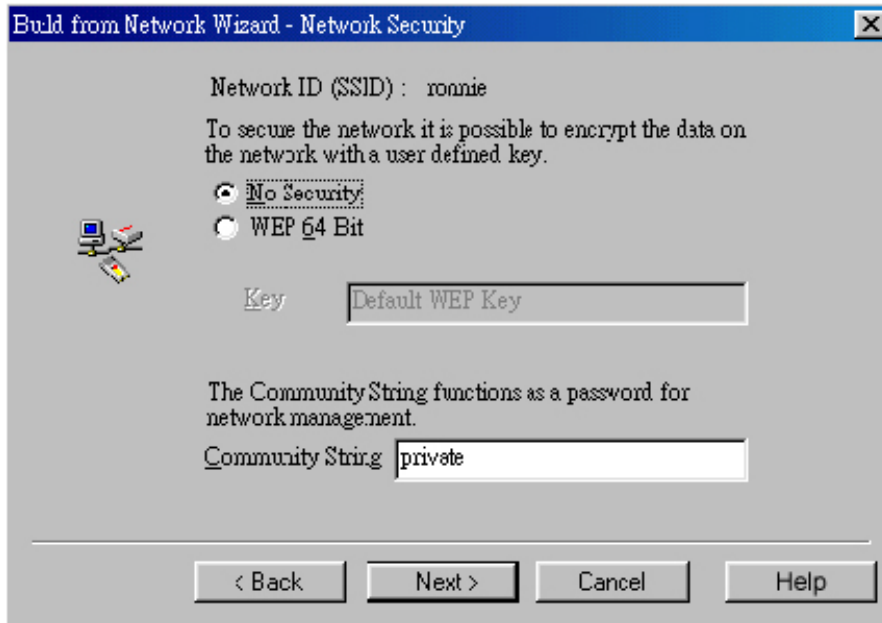 Build from Network Wizard - Network Security
Network ID (SSID) : ronnie
To secure the network it is possible to encrypt the data on
the network with a user defined key.
No Security
WEP 64 Bit
Key Default WEP Key
The Community String functions as a password for
network management.
Community String private
< Back Next > Cancel Help